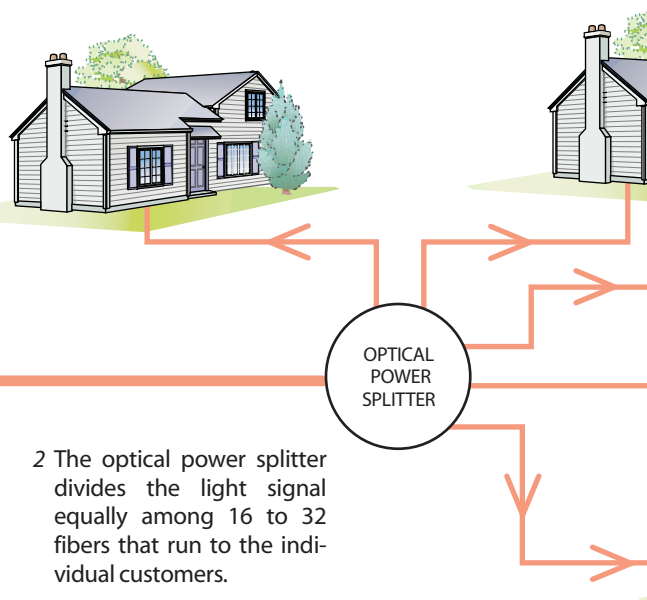 OPTICAL
POWER
SPLITTER
2 The optical power splitter
divides the light signal
equally among 16 to 32
fibers that run to the indi-
vidual customers.